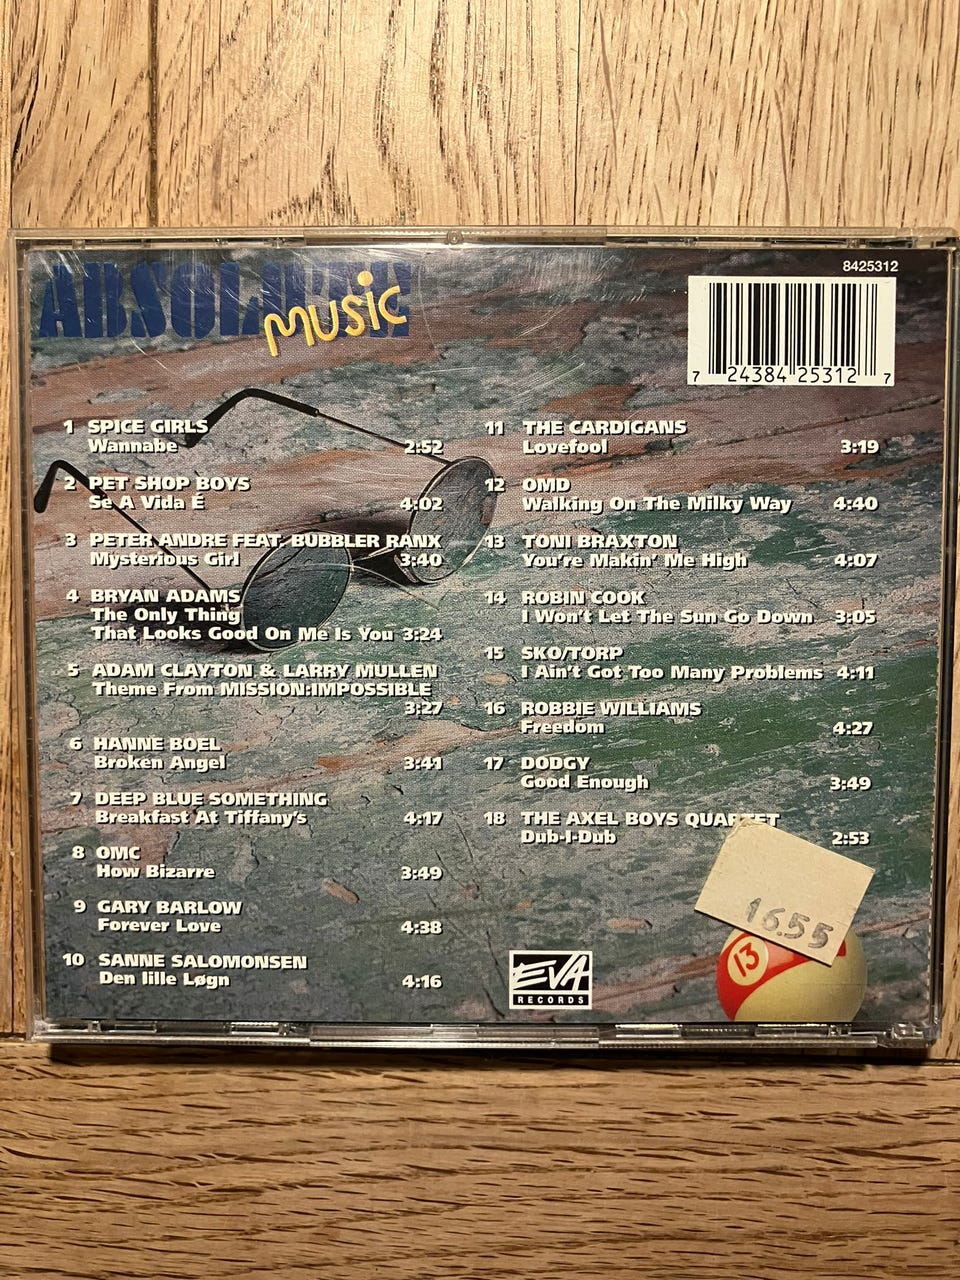 ABSOLUTE
music
8425312
7 24384 25312 7
1 SPICE GIRLS
Wannabe 2:52
2 PET SHOP BOYS
Se A Vida É 4:02
3 PETER ANDRE FEAT. BUBBLER RANX
Mysterious Girl 3:40
4 BRYAN ADAMS
The Only Thing
That Looks Good On Me Is You 3:24
5 ADAM CLAYTON & LARRY MULLEN
Theme From MISSION:IMPOSSIBLE
3:27
6 HANNE BOEL
Broken Angel 3:41
7 DEEP BLUE SOMETHING
Breakfast At Tiffany's 4:17
8 OMC
How Bizarre 3:49
9 GARY BARLOW
Forever Love 4:38
10 SANNE SALOMONSEN
Den lille Løgn 4:16
11 THE CARDIGANS
Lovefool 3:19
12 OMD
Walking On The Milky Way 4:40
13 TONI BRAXTON
You're Makin' Me High 4:07
14 ROBIN COOK
I Won't Let The Sun Go Down 3:05
15 SKO/TORP
I Ain't Got Too Many Problems 4:11
16 ROBBIE WILLIAMS
Freedom 4:27
17 DODGY
Good Enough 3:49
18 THE AXEL BOYS QUARTET
Dub-I-Dub 2:53
16.55
13
EVA
RECORDS